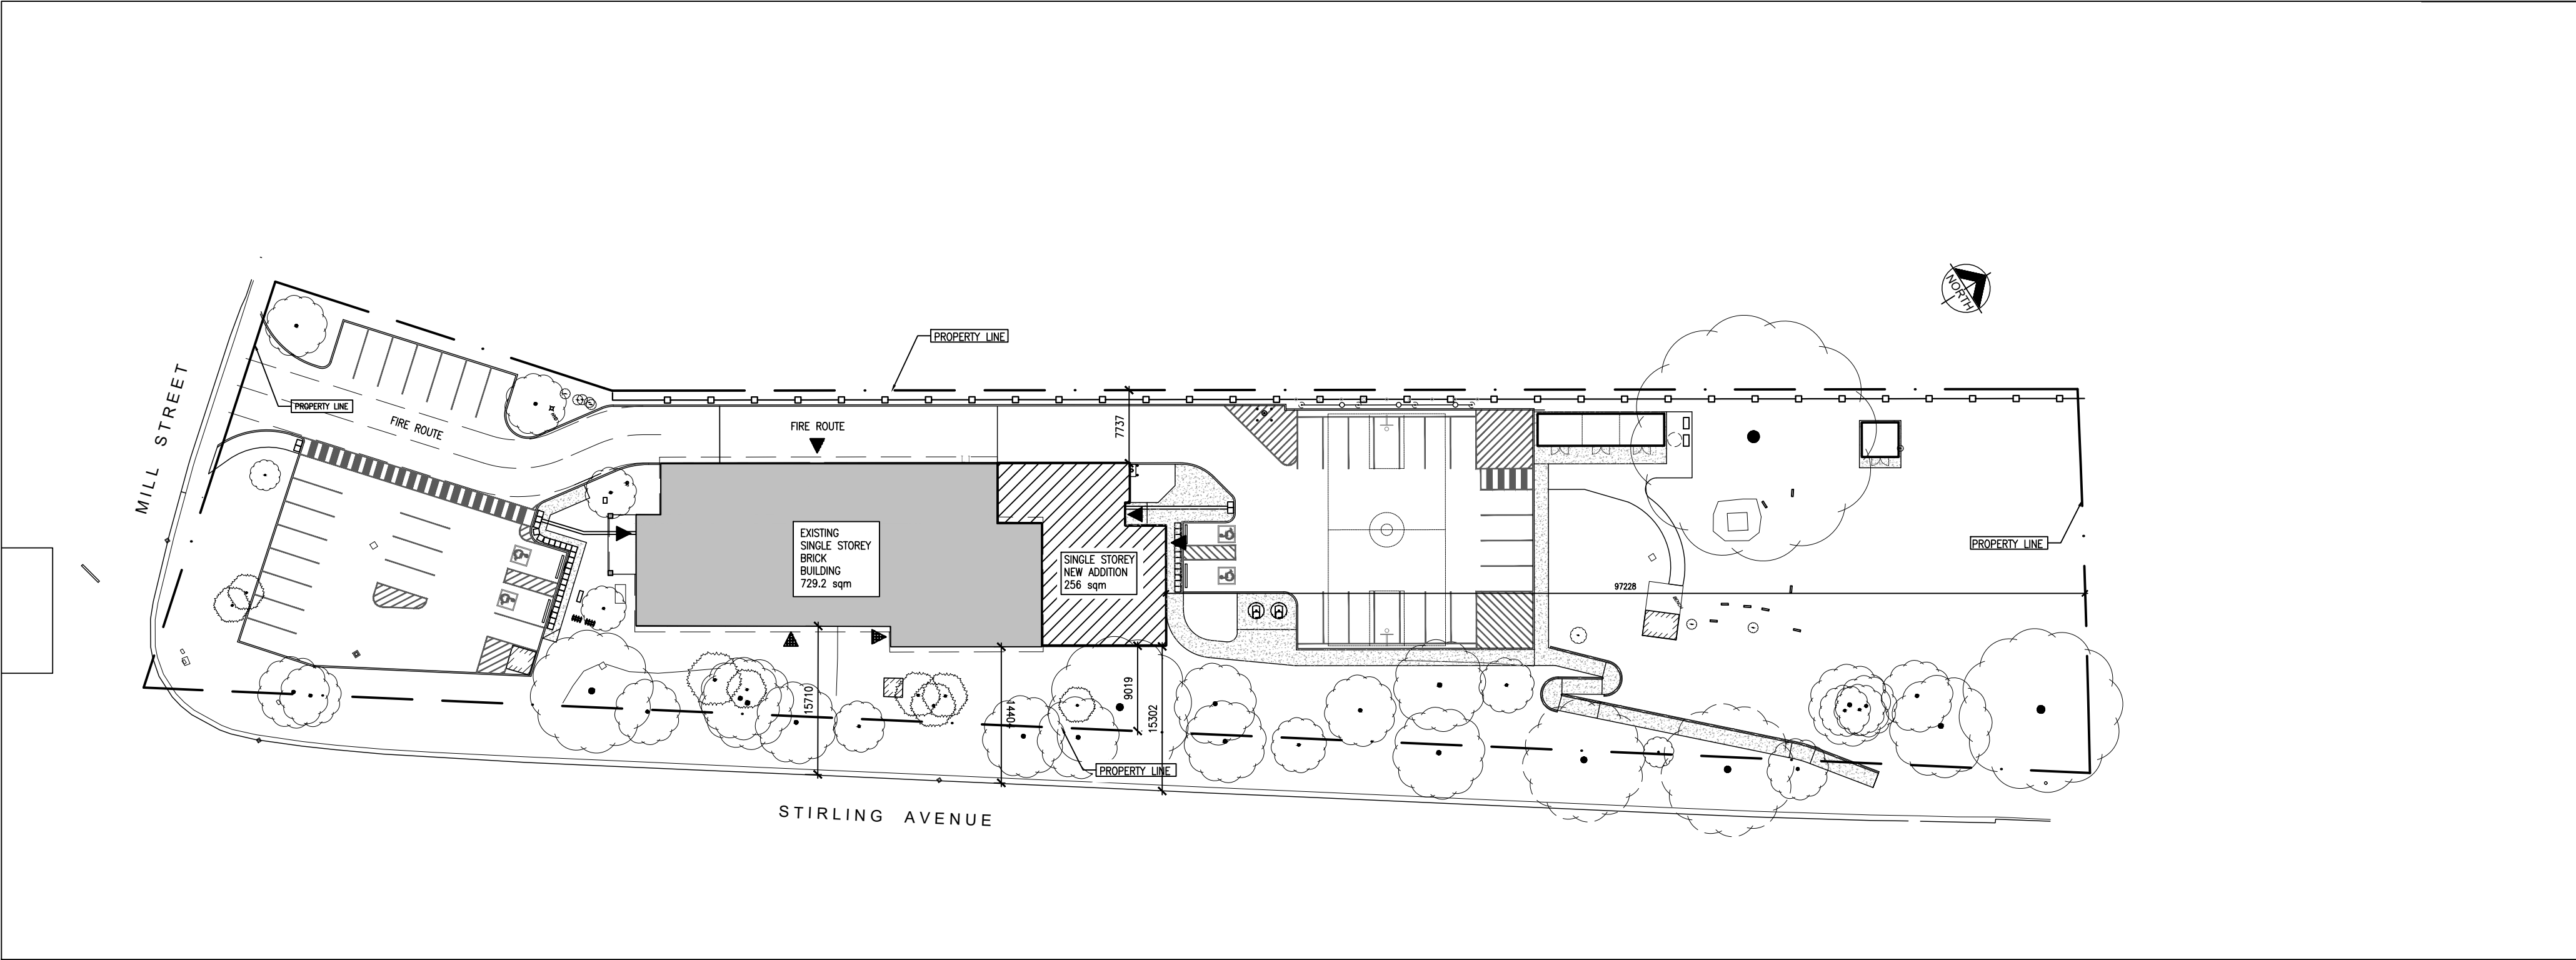 NORTH
PROPERTY LINE
PROPERTY LINE
MILL STREET
FIRE ROUTE
FIRE ROUTE
7737
EXISTING
SINGLE STOREY
BRICK
BUILDING
729.2 sqm
SINGLE STOREY
NEW ADDITION
256 sqm
PROPERTY LINE
97228
15710
9019
15302
PROPERTY LINE
STIRLING AVENUE